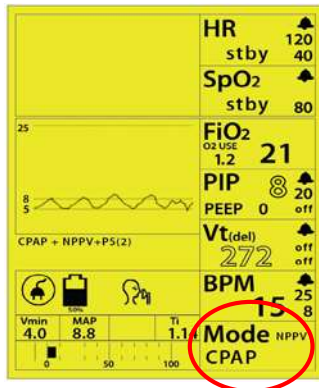 HR
120
stby 40
SpO2
stby 80
25
8
5
FiO2
O2 USE
1.2 21
PIP 8 20
PEEP 0 off
CPAP + NPPV+PS(2)
Vt(del)
272
off
off
50%
BPM 25
15 8
Vmin MAP Ti
4.0 8.8 1.14
0 50 100
Mode NPPV
CPAP